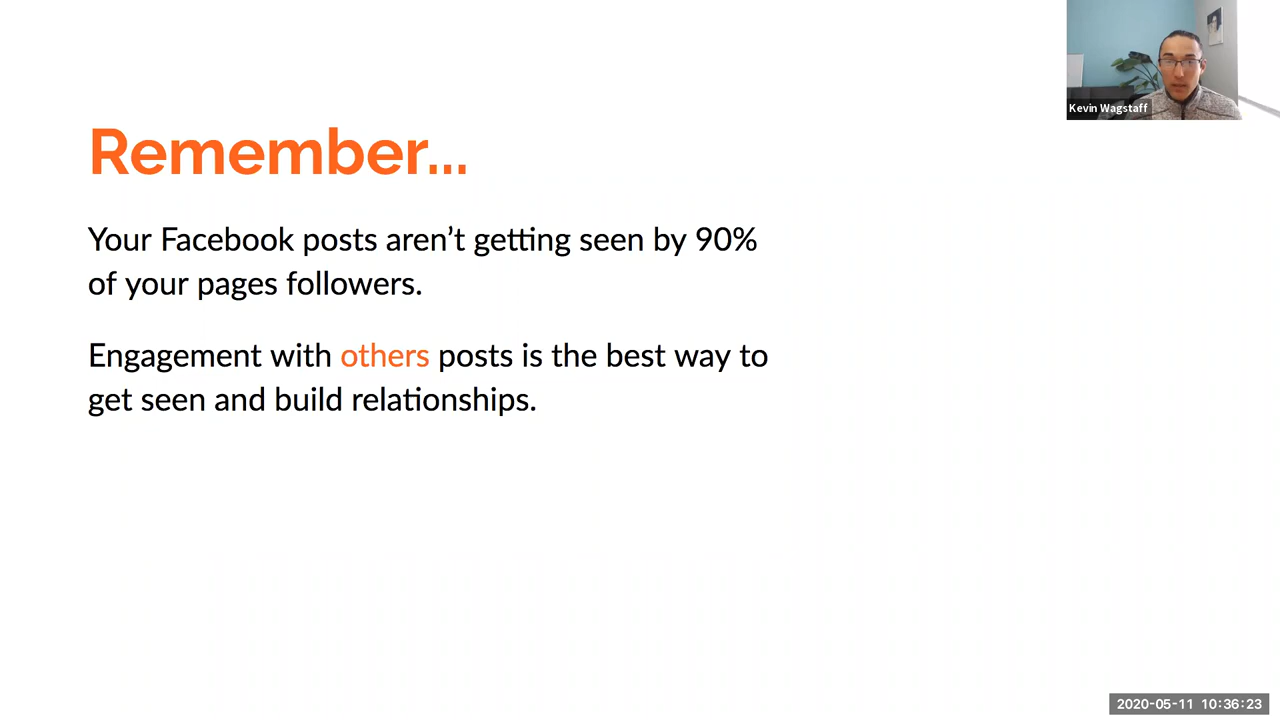 Kevin Wagstaff
Remember...
Your Facebook posts aren’t getting seen by 90%
of your pages followers.
Engagement with others posts is the best way to
get seen and build relationships.
2020-05-11 10:36:23